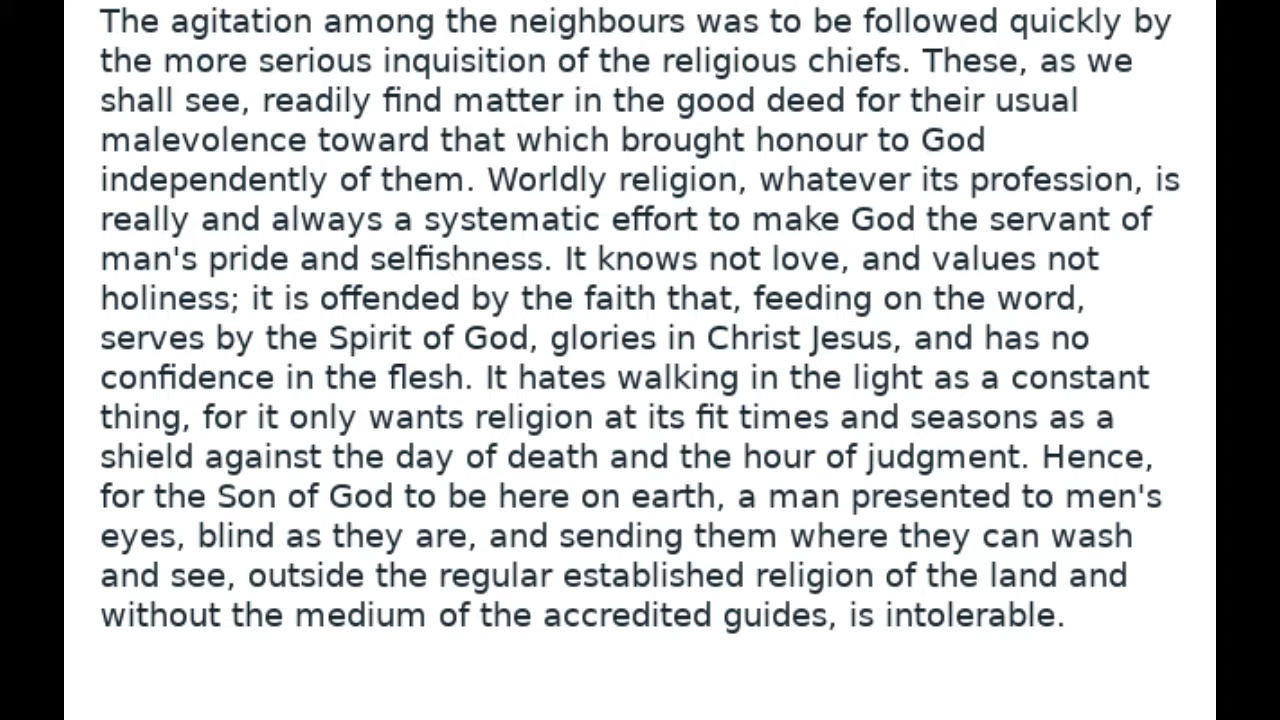 The agitation among the neighbours was to be followed quickly by
the more serious inquisition of the religious chiefs. These, as we
shall see, readily find matter in the good deed for their usual
malevolence toward that which brought honour to God
independently of them. Worldly religion, whatever its profession, is
really and always a systematic effort to make God the servant of
man's pride and selfishness. It knows not love, and values not
holiness; it is offended by the faith that, feeding on the word,
serves by the Spirit of God, glories in Christ Jesus, and has no
confidence in the flesh. It hates walking in the light as a constant
thing, for it only wants religion at its fit times and seasons as a
shield against the day of death and the hour of judgment. Hence,
for the Son of God to be here on earth, a man presented to men's
eyes, blind as they are, and sending them where they can wash
and see, outside the regular established religion of the land and
without the medium of the accredited guides, is intolerable.